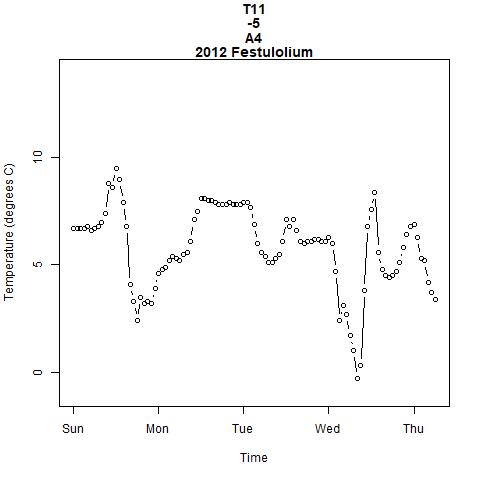 T11
-5
A4
2012 Festulolium
Temperature (degrees C)
10
5
0
Sun Mon Tue Wed Thu
Time